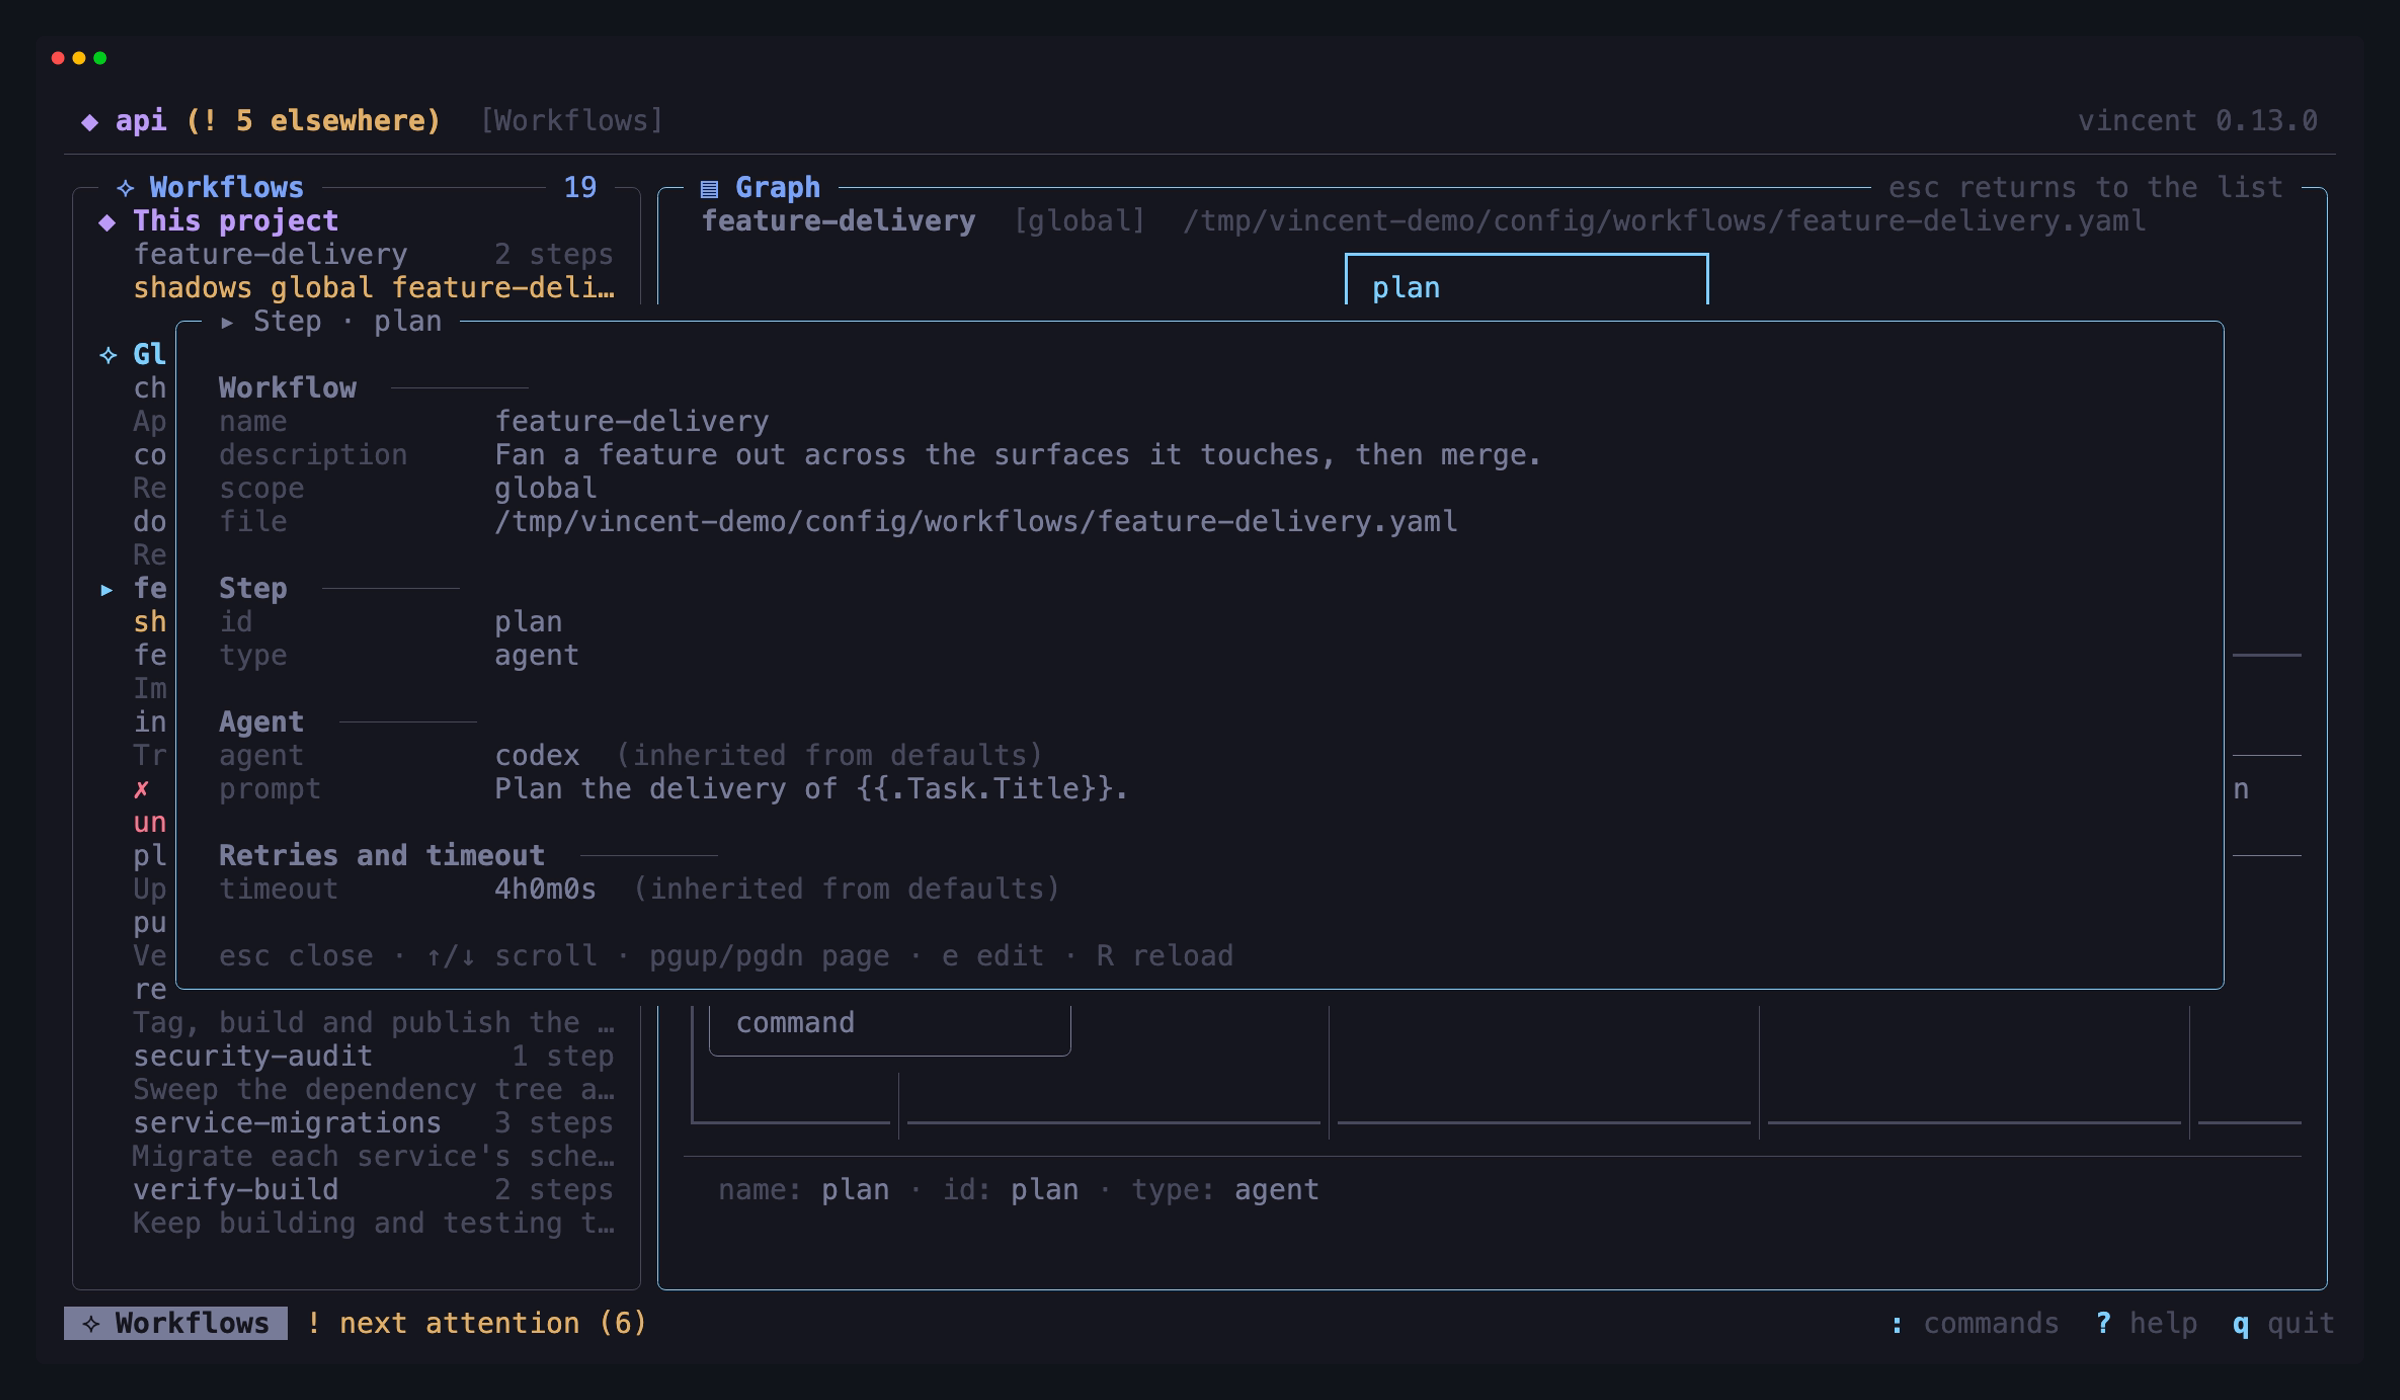 ◆ api (! 5 elsewhere) [Workflows] vincent 0.13.0
✧ Workflows 19
▤ Graph esc returns to the list
◆ This project
feature-delivery [global] /tmp/vincent-demo/config/workflows/feature-delivery.yaml
feature-delivery 2 steps
shadows global feature-deli…
plan
▸ Step · plan
✧ Gl
ch
Workflow
Ap
name feature-delivery
co
description Fan a feature out across the surfaces it touches, then merge.
Re
scope global
do
file /tmp/vincent-demo/config/workflows/feature-delivery.yaml
Re
▸ fe
Step
sh
id plan
fe
type agent
Im
in
Agent
Tr
agent codex (inherited from defaults)
✗
prompt Plan the delivery of {{.Task.Title}}.
n
un
pl
Retries and timeout
Up
timeout 4h0m0s (inherited from defaults)
pu
Ve
esc close · ↑/↓ scroll · pgup/pgdn page · e edit · R reload
re
Tag, build and publish the …
command
security-audit 1 step
Sweep the dependency tree a…
service-migrations 3 steps
Migrate each service's sche…
verify-build 2 steps
name: plan · id: plan · type: agent
Keep building and testing t…
✧ Workflows ! next attention (6) : commands ? help q quit